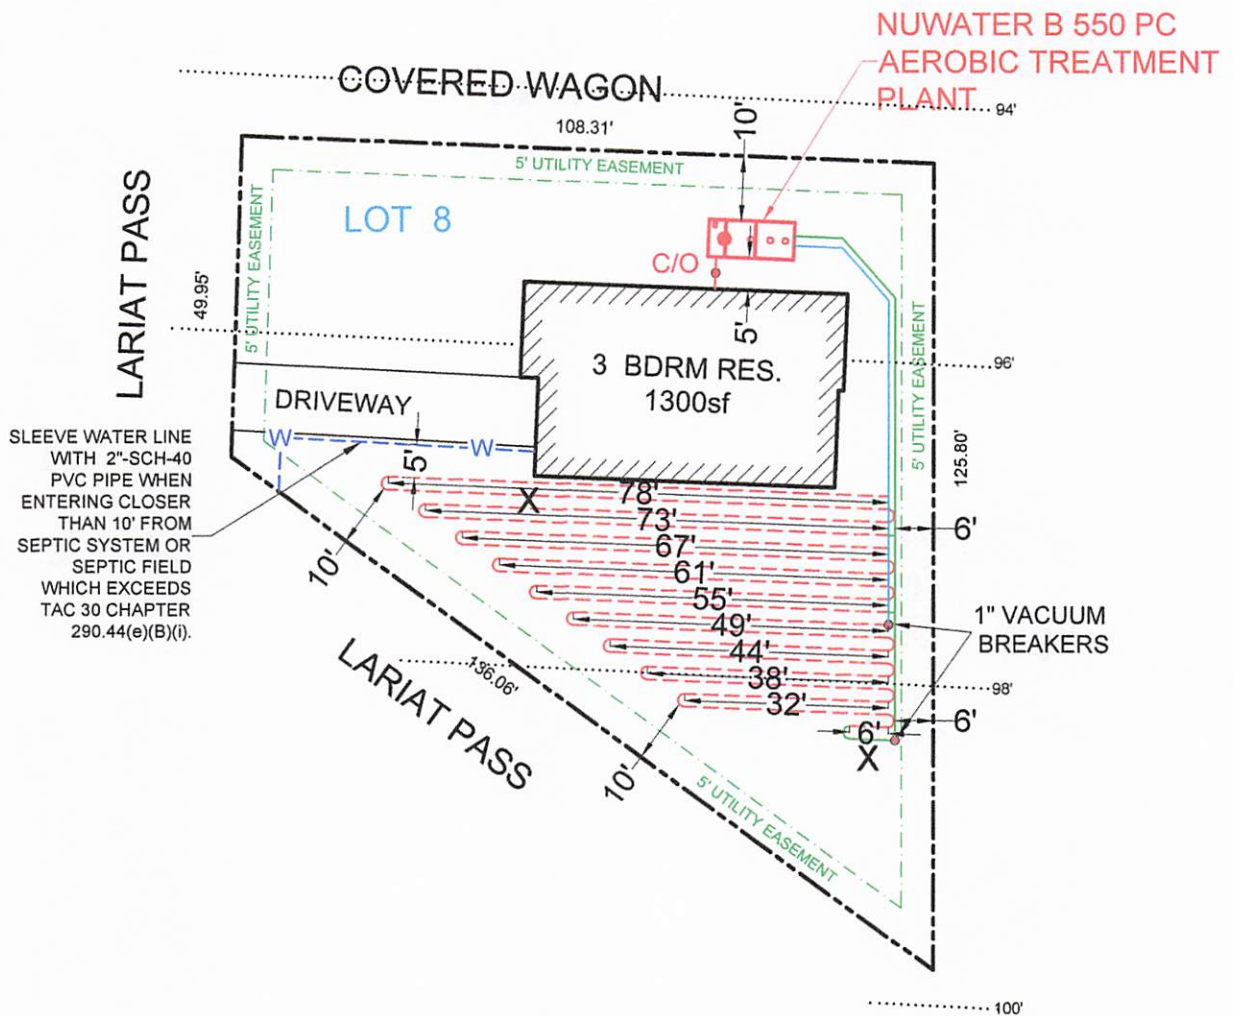 NUWATER B 550 PC
AEROBIC TREATMENT
PLANT
COVERED WAGON
94'
108.31'
10'
5' UTILITY EASEMENT
LARIAT PASS
5' UTILITY EASEMENT
LOT 8
C/O
49.95'
5'
5' UTILITY EASEMENT
3 BDRM RES.
1300sf
96'
DRIVEWAY
W
W
5'
125.80'
SLEEVE WATER LINE
WITH 2"-SCH-40
PVC PIPE WHEN
ENTERING CLOSER
THAN 10' FROM
SEPTIC SYSTEM OR
SEPTIC FIELD
WHICH EXCEEDS
TAC 30 CHAPTER
290.44(e)(B)(i).
78'
X
73'
6'
67'
10'
61'
55'
49'
1" VACUUM
BREAKERS
44'
LARIAT PASS
136.06'
38'
98'
32'
6'
6'
X
10'
5' UTILITY EASEMENT
100'